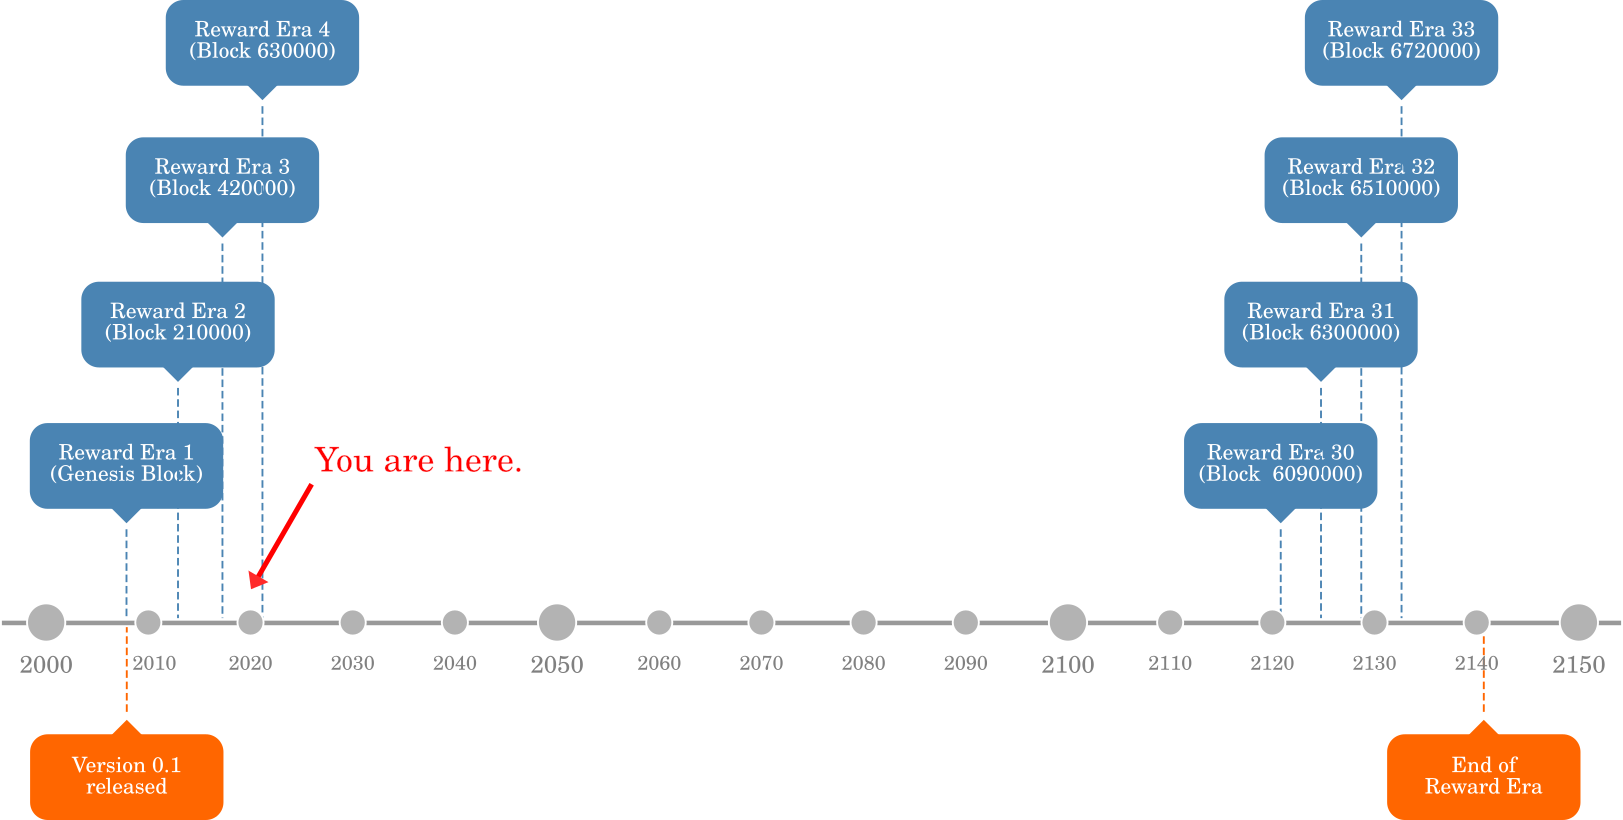 Reward Era 4
(Block 630000)
Reward Era 33
(Block 6720000)
Reward Era 3
(Block 420000)
Reward Era 32
(Block 6510000)
Reward Era 2
(Block 210000)
Reward Era 31
(Block 6300000)
Reward Era 1
(Genesis Block)
You are here.
Reward Era 30
(Block 6090000)
2000 2010 2020 2030 2040 2050 2060 2070 2080 2090 2100 2110 2120 2130 2140 2150
Version 0.1
released
End of
Reward Era